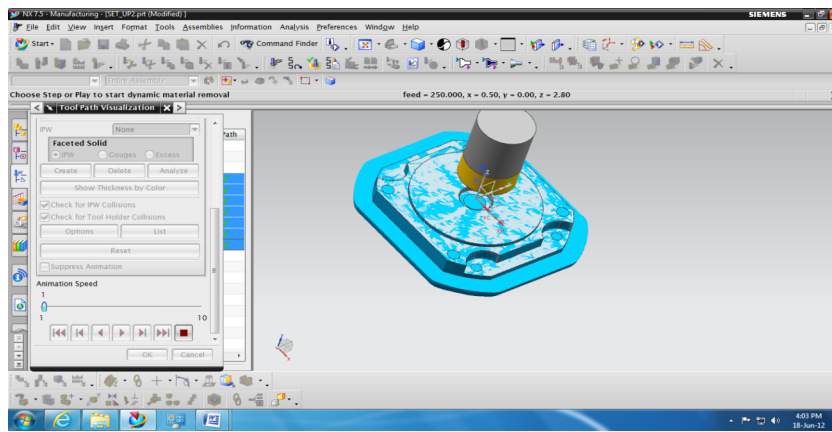 NX 7.5 - Manufacturing - [SET_UP2.prt (Modified) ]
SIEMENS
File Edit View Insert Format Tools Assemblies Information Analysis Preferences Window Help
Start
Command Finder
Entire Assembly
Choose Step or Play to start dynamic material removal
feed = 250.000, x = 0.50, y = 0.00, z = 2.80
Tool Path Visualization
IPW None
Path
Faceted Solid
IPW Gouges Excess
Create Delete Analyze
Show Thickness by Color
Check for IPW Collisions
Check for Tool Holder Collisions
Options List
Reset
Suppress Animation
Animation Speed
1
1 10
OK Cancel
4:03 PM
18-Jun-12